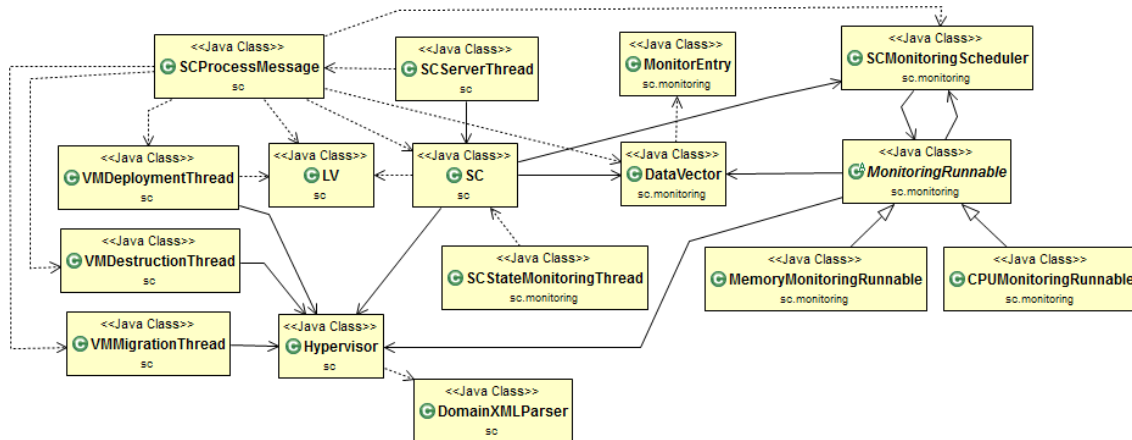 <<Java Class>>
SCProcessMessage
sc
<<Java Class>>
SCServerThread
sc
<<Java Class>>
MonitorEntry
sc.monitoring
<<Java Class>>
SCMonitoringScheduler
sc.monitoring
<<Java Class>>
VMDeploymentThread
sc
<<Java Class>>
LV
sc
<<Java Class>>
SC
sc
<<Java Class>>
DataVector
sc.monitoring
<<Java Class>>
MonitoringRunnable
sc.monitoring
<<Java Class>>
VMDestructionThread
sc
<<Java Class>>
SCStateMonitoringThread
sc.monitoring
<<Java Class>>
MemoryMonitoringRunnable
sc.monitoring
<<Java Class>>
CPUMonitoringRunnable
sc.monitoring
<<Java Class>>
VMMigrationThread
sc
<<Java Class>>
Hypervisor
sc
<<Java Class>>
DomainXMLParser
sc